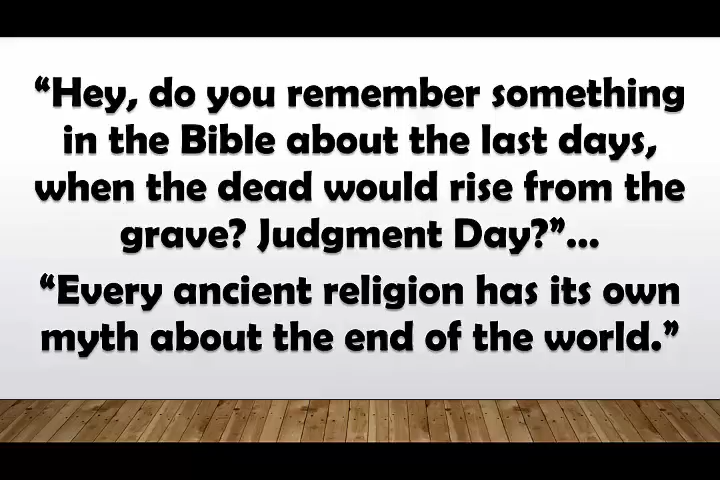 “Hey, do you remember something
in the Bible about the last days,
when the dead would rise from the
grave? Judgment Day?”...
“Every ancient religion has its own
myth about the end of the world.”